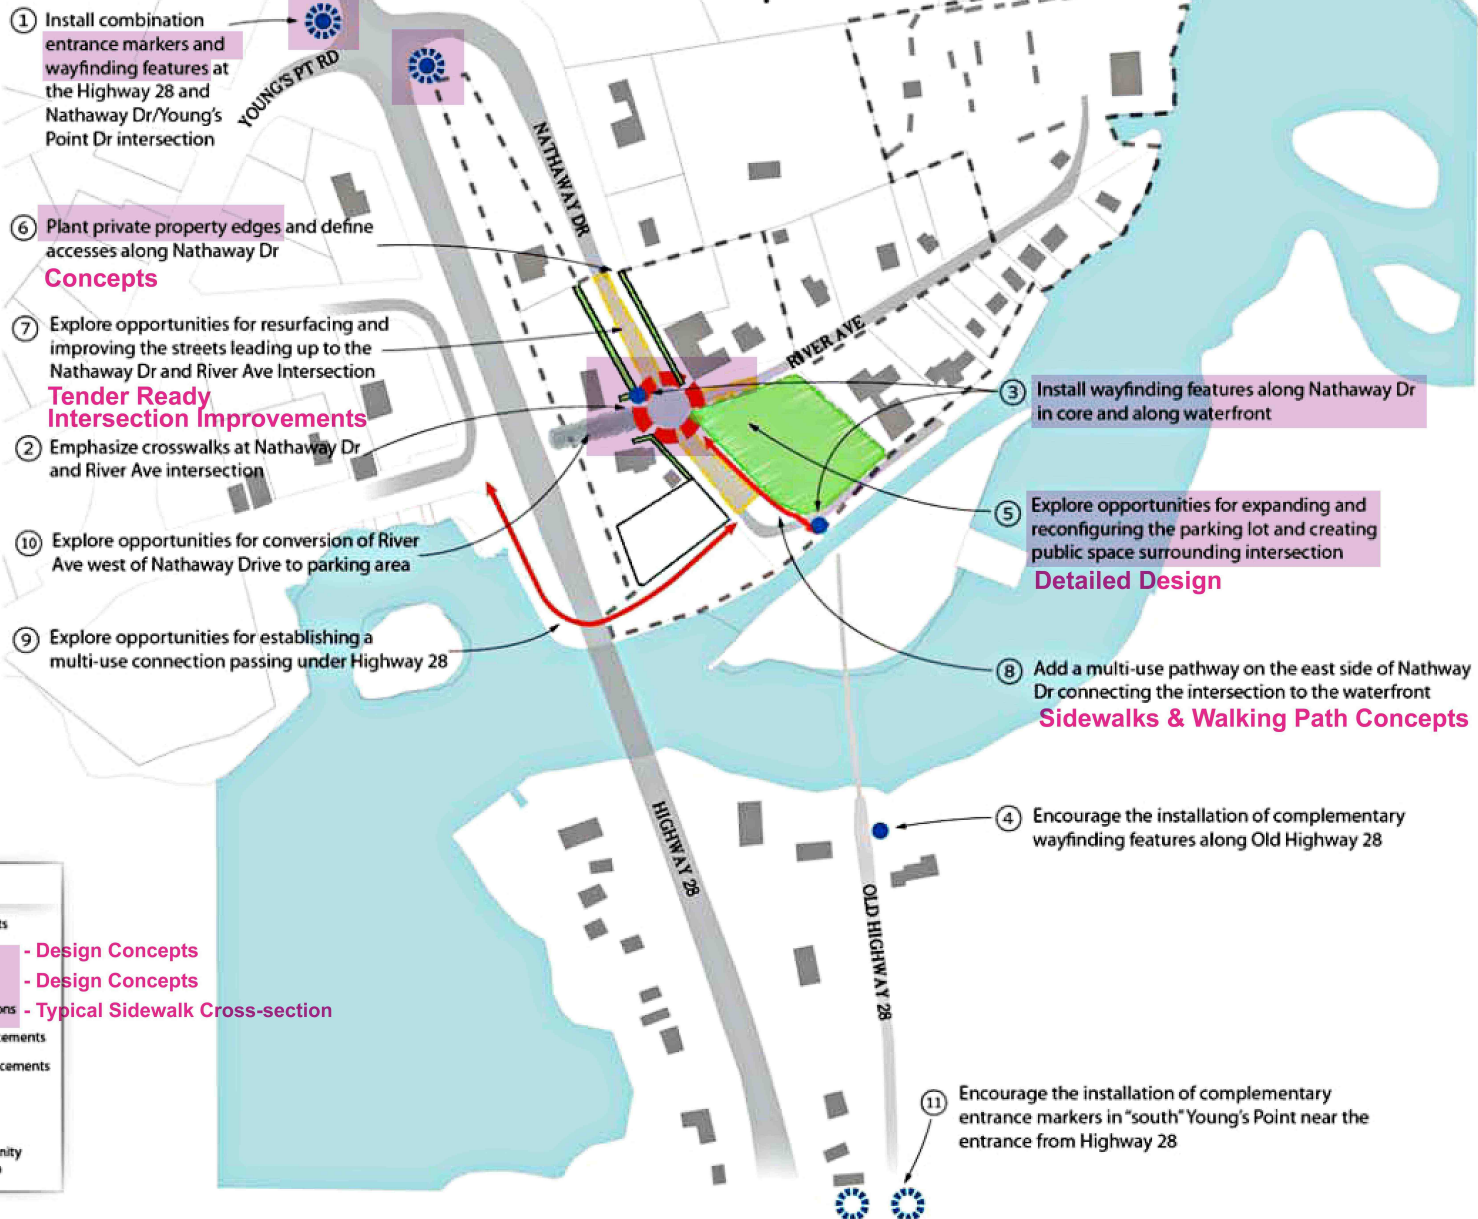 ① Install combination
entrance markers and
wayfinding features at
the Highway 28 and
Nathaway Dr/Young's
Point Dr intersection
YOUNG'S PT RD
NATHAWAY DR
⑥ Plant private property edges and define
accesses along Nathaway Dr
Concepts
⑦ Explore opportunities for resurfacing and
improving the streets leading up to the
Nathaway Dr and River Ave Intersection
Tender Ready
Intersection Improvements
② Emphasize crosswalks at Nathaway Dr
and River Ave intersection
⑩ Explore opportunities for conversion of River
Ave west of Nathaway Drive to parking area
⑨ Explore opportunities for establishing a
multi-use connection passing under Highway 28
RIVER AVE
③ Install wayfinding features along Nathaway Dr
in core and along waterfront
⑤ Explore opportunities for expanding and
reconfiguring the parking lot and creating
public space surrounding intersection
Detailed Design
⑧ Add a multi-use pathway on the east side of Nathway
Dr connecting the intersection to the waterfront
Sidewalks & Walking Path Concepts
④ Encourage the installation of complementary
wayfinding features along Old Highway 28
HIGHWAY 28
OLD HIGHWAY 28
⑪ Encourage the installation of complementary
entrance markers in "south" Young's Point near the
entrance from Highway 28
ts
- Design Concepts
- Design Concepts
ons - Typical Sidewalk Cross-section
ements
cements
nity